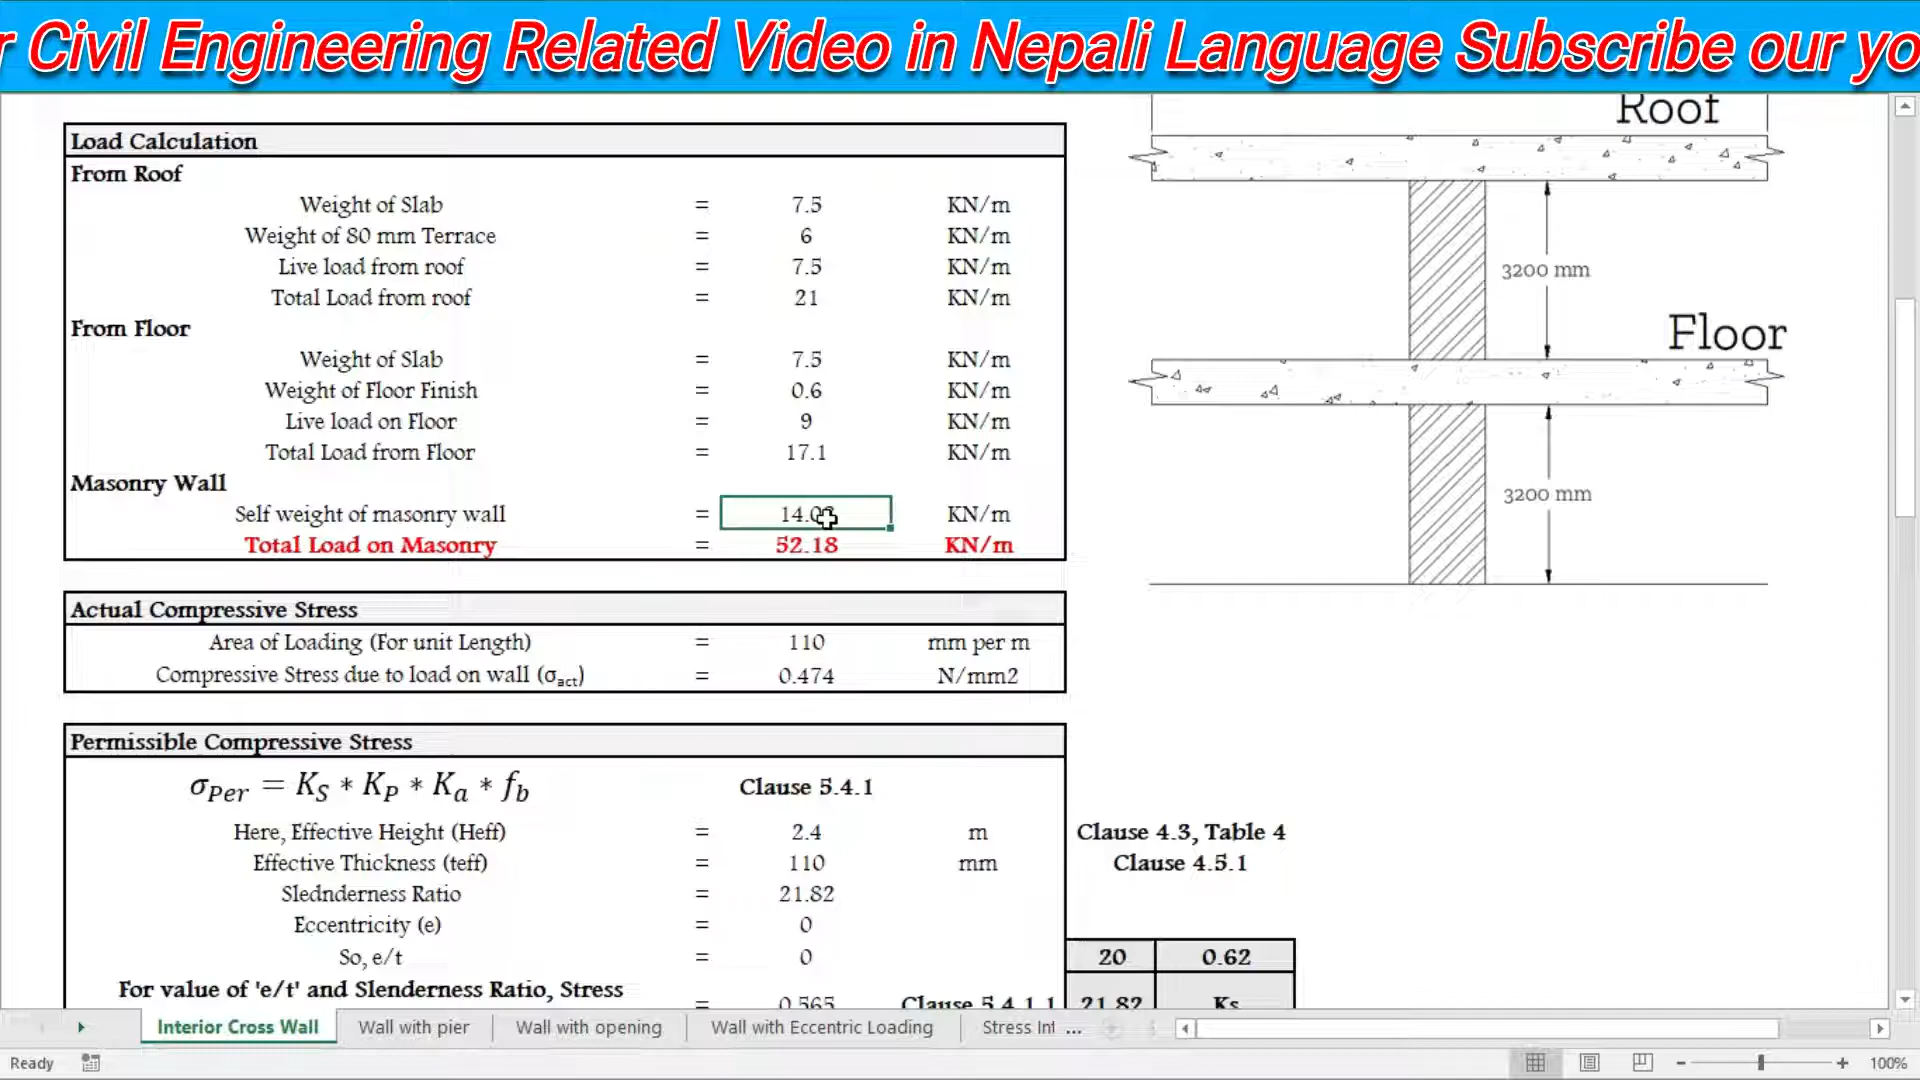 r Civil Engineering Related Video in Nepali Language Subscribe our yo
Load Calculation
From Roof
Weight of Slab = 7.5 KN/m
Weight of 80 mm Terrace = 6 KN/m
Live load from roof = 7.5 KN/m
Total Load from roof = 21 KN/m
From Floor
Weight of Slab = 7.5 KN/m
Weight of Floor Finish = 0.6 KN/m
Live load on Floor = 9 KN/m
Total Load from Floor = 17.1 KN/m
Masonry Wall
Self weight of masonry wall = KN/m
Total Load on Masonry = 52.18 KN/m
Roof
3200 mm
Floor
3200 mm
Actual Compressive Stress
Area of Loading (For unit Length) = 110 mm per m
Compressive Stress due to load on wall (σact) = 0.474 N/mm2
Permissible Compressive Stress
σPer = KS * KP * Ka * fb Clause 5.4.1
Here, Effective Height (Heff) = 2.4 m Clause 4.3, Table 4
Effective Thickness (teff) = 110 mm Clause 4.5.1
Slednderness Ratio = 21.82
Eccentricity (e) = 0
So, e/t = 0 20 0.62
For value of 'e/t' and Slenderness Ratio, Stress
= 0.565 Clause 5.4.1.1 21.82 Ks
Interior Cross Wall Wall with pier Wall with opening Wall with Eccentric Loading Stress Int ...
Ready 100%